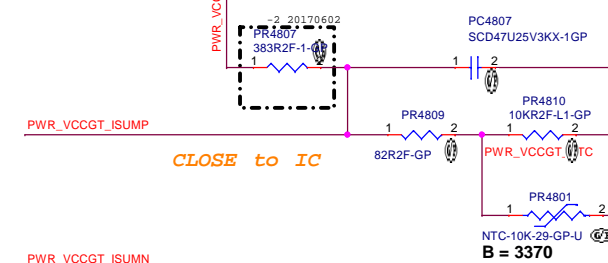 PWR_VC
-2 20170602
PR4807
383R2F-1-GP
1 2
PC4807
SCD47U25V3KX-1GP
1 2
PWR_VCCGT_ISUMP
PR4809
1 2
82R2F-GP
PR4810
10KR2F-L1-GP
1 2
CLOSE to IC
PR4801
1 2
NTC-10K-29-GP-U
B = 3370
PWR_VCCGT_ISUMN